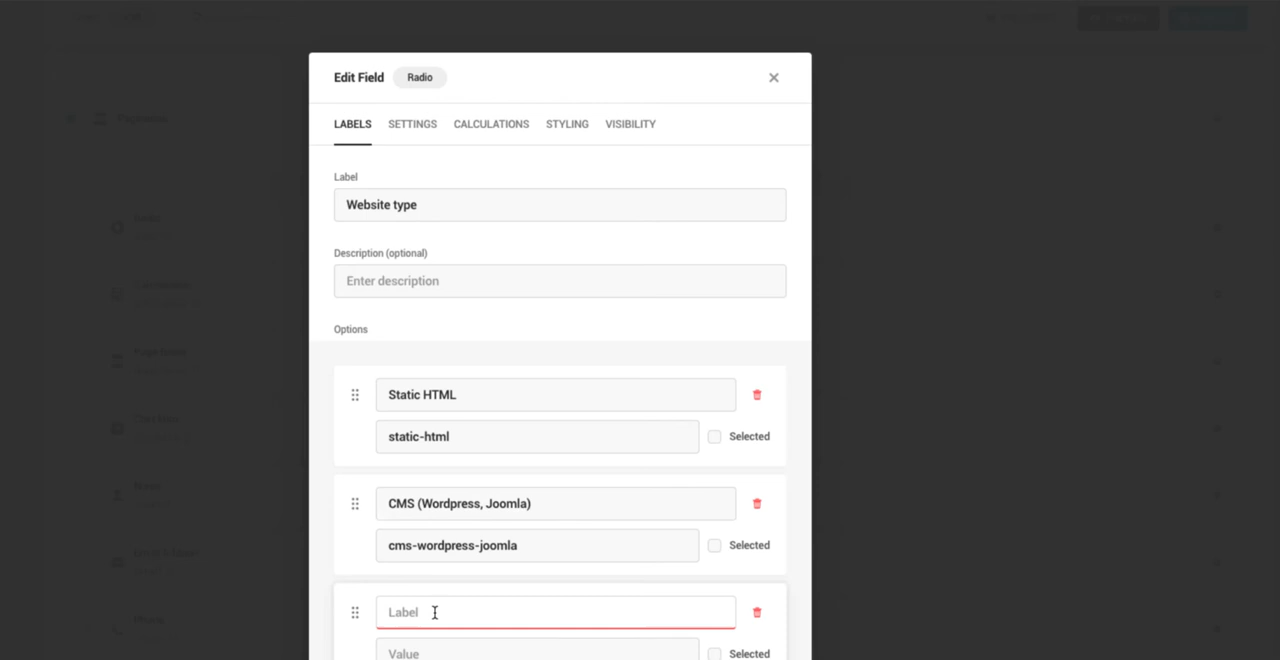 Edit Field Radio
LABELS SETTINGS CALCULATIONS STYLING VISIBILITY
Label
Website type
Description (optional)
Enter description
Options
Static HTML
static-html Selected
CMS (Wordpress, Joomla)
cms-wordpress-joomla Selected
Label
Value Selected